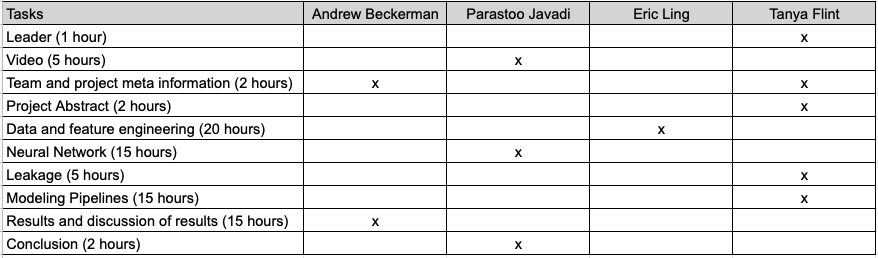 Tasks Andrew Beckerman Parastoo Javadi Eric Ling Tanya Flint
Leader (1 hour) x
Video (5 hours) x
Team and project meta information (2 hours) x x
Project Abstract (2 hours) x
Data and feature engineering (20 hours) x
Neural Network (15 hours) x
Leakage (5 hours) x
Modeling Pipelines (15 hours) x
Results and discussion of results (15 hours) x
Conclusion (2 hours) x